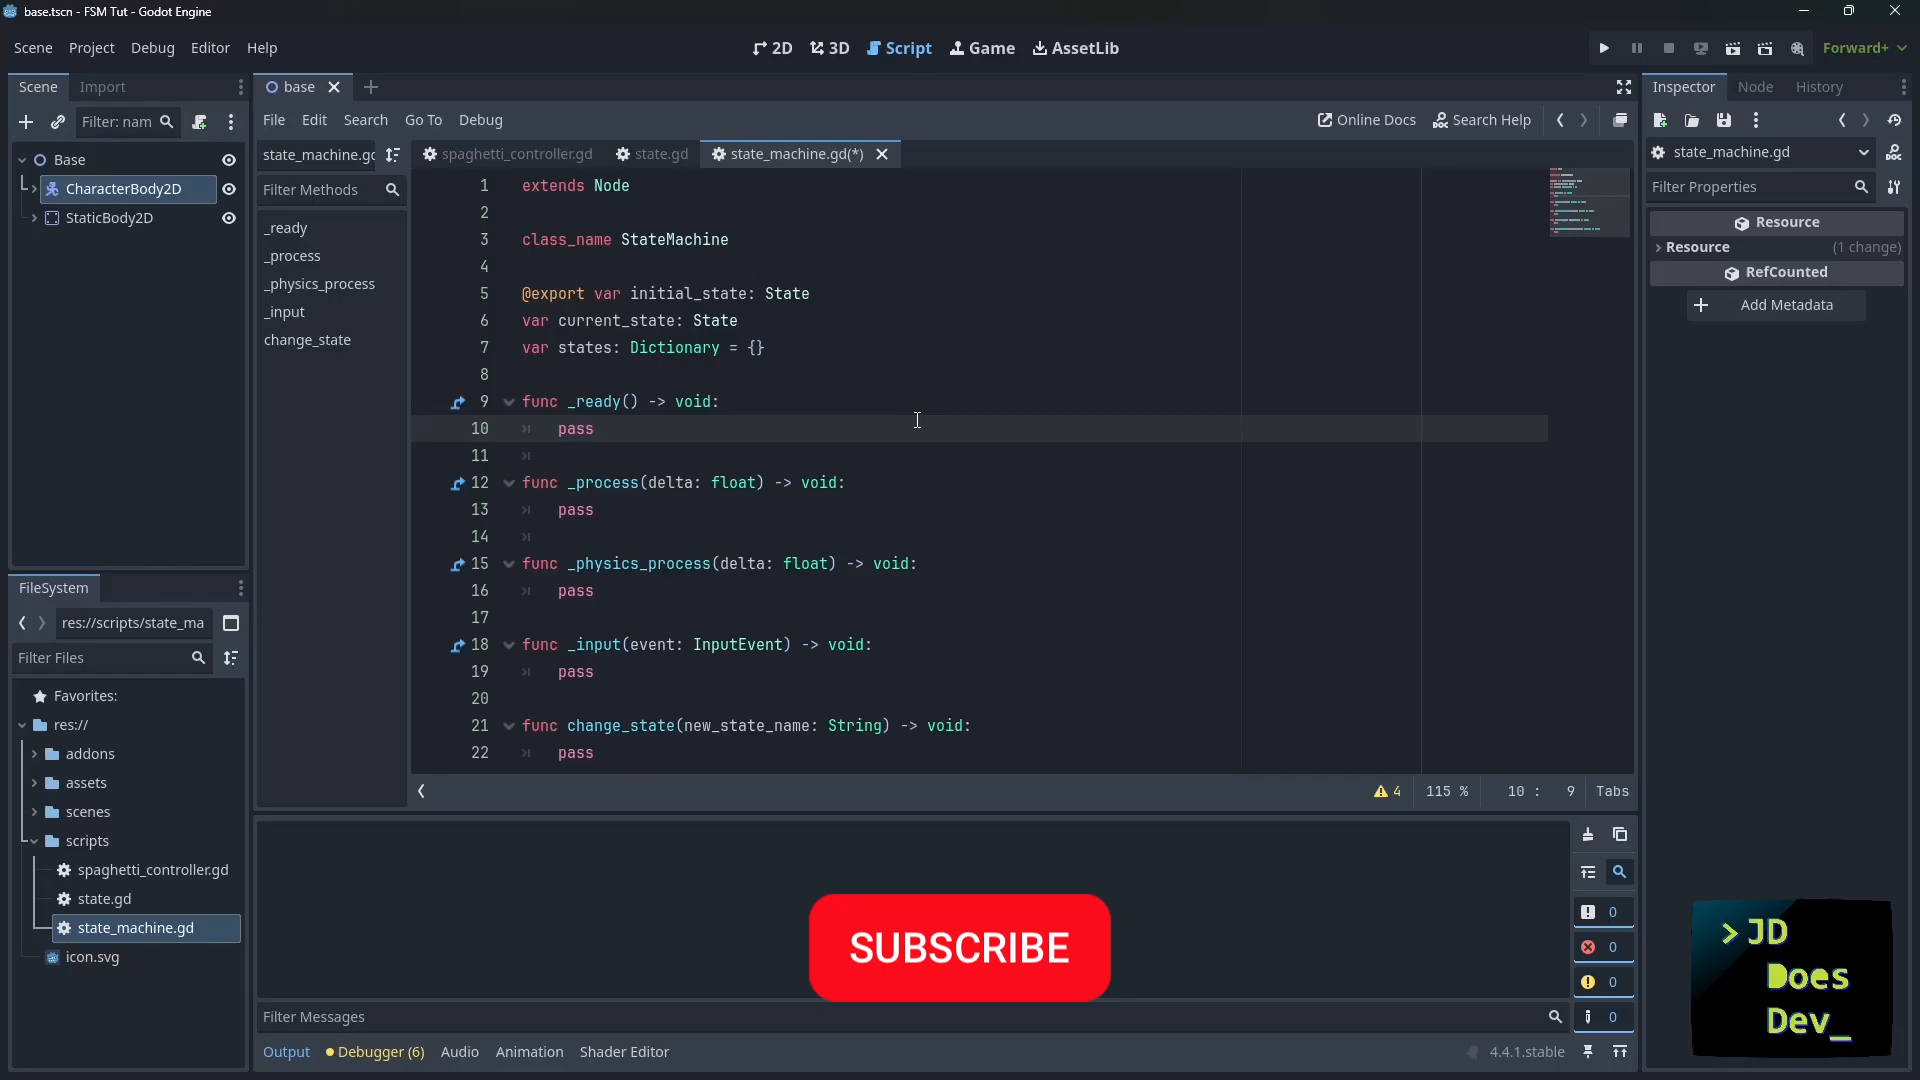 base.tscn - FSM Tut - Godot Engine
Scene Project Debug Editor Help
2D 3D Script Game AssetLib
Forward+
Scene Import
Filter: nam
Base
CharacterBody2D
StaticBody2D
FileSystem
res://scripts/state_ma
Filter Files
Favorites:
res://
addons
assets
scenes
scripts
spaghetti_controller.gd
state.gd
state_machine.gd
icon.svg
base
File Edit Search Go To Debug
Online Docs Search Help
state_machine.gd
Filter Methods
_ready
_process
_physics_process
_input
change_state
spaghetti_controller.gd state.gd state_machine.gd(*)
1 extends Node
2
3 class_name StateMachine
4
5 @export var initial_state: State
6 var current_state: State
7 var states: Dictionary = {}
8
9 func _ready() -> void:
10 pass
11
12 func _process(delta: float) -> void:
13 pass
14
15 func _physics_process(delta: float) -> void:
16 pass
17
18 func _input(event: InputEvent) -> void:
19 pass
20
21 func change_state(new_state_name: String) -> void:
22 pass
4 115 % 10 : 9 Tabs
0
0
0
0
SUBSCRIBE
Filter Messages
Output Debugger (6) Audio Animation Shader Editor
4.4.1.stable
Inspector Node History
state_machine.gd
Filter Properties
Resource
Resource (1 change)
RefCounted
Add Metadata
>JD
Does
Dev_